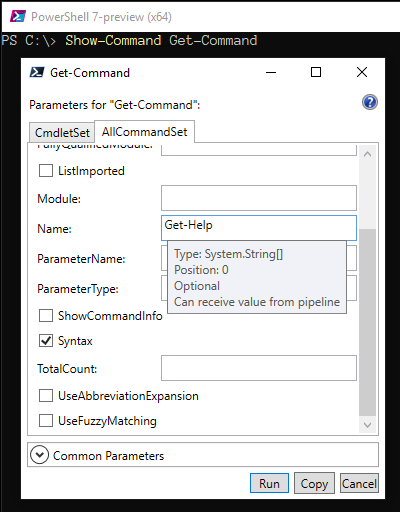 PowerShell 7-preview (x64)
PS C:\> Show-Command Get-Command
Get-Command
Parameters for "Get-Command":
CmdletSet
AllCommandSet
FullyQualifiedModule:
ListImported
Module:
Name:
Get-Help
Type: System.String[]
Position: 0
Optional
Can receive value from pipeline
ParameterName:
ParameterType:
ShowCommandInfo
Syntax
TotalCount:
UseAbbreviationExpansion
UseFuzzyMatching
Common Parameters
Run
Copy
Cancel